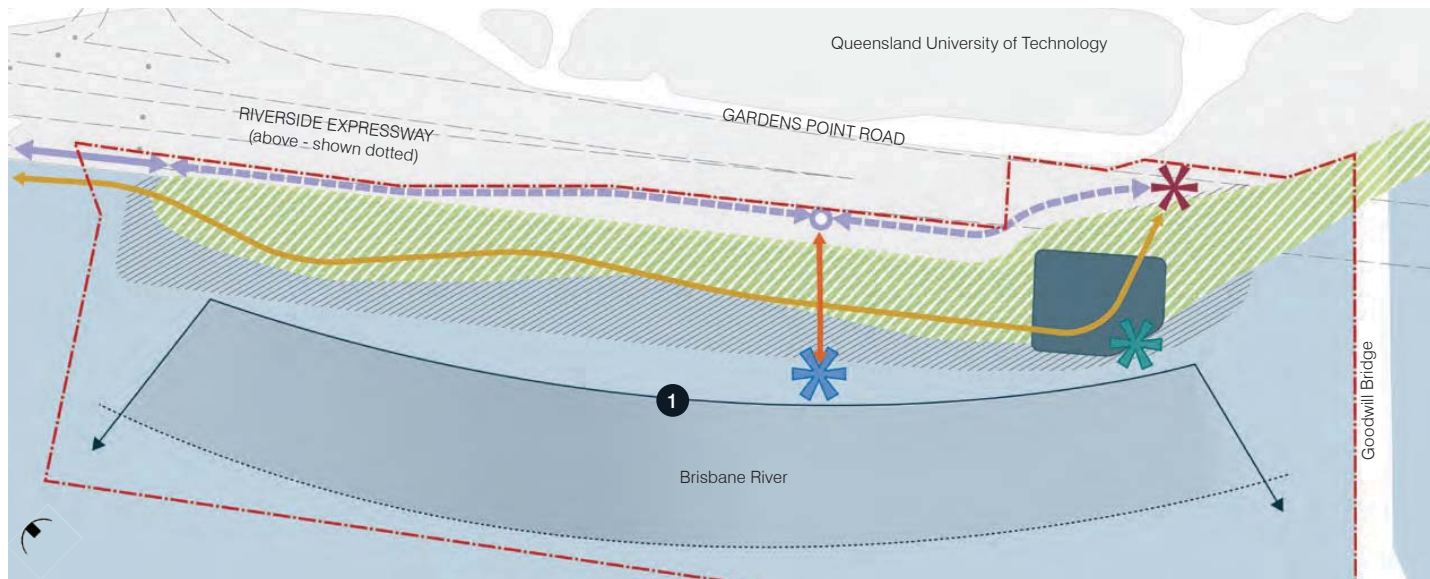 Queensland University of Technology
GARDENS POINT ROAD
RIVERSIDE EXPRESSWAY
(above - shown dotted)
1
Brisbane River
Goodwill Bridge